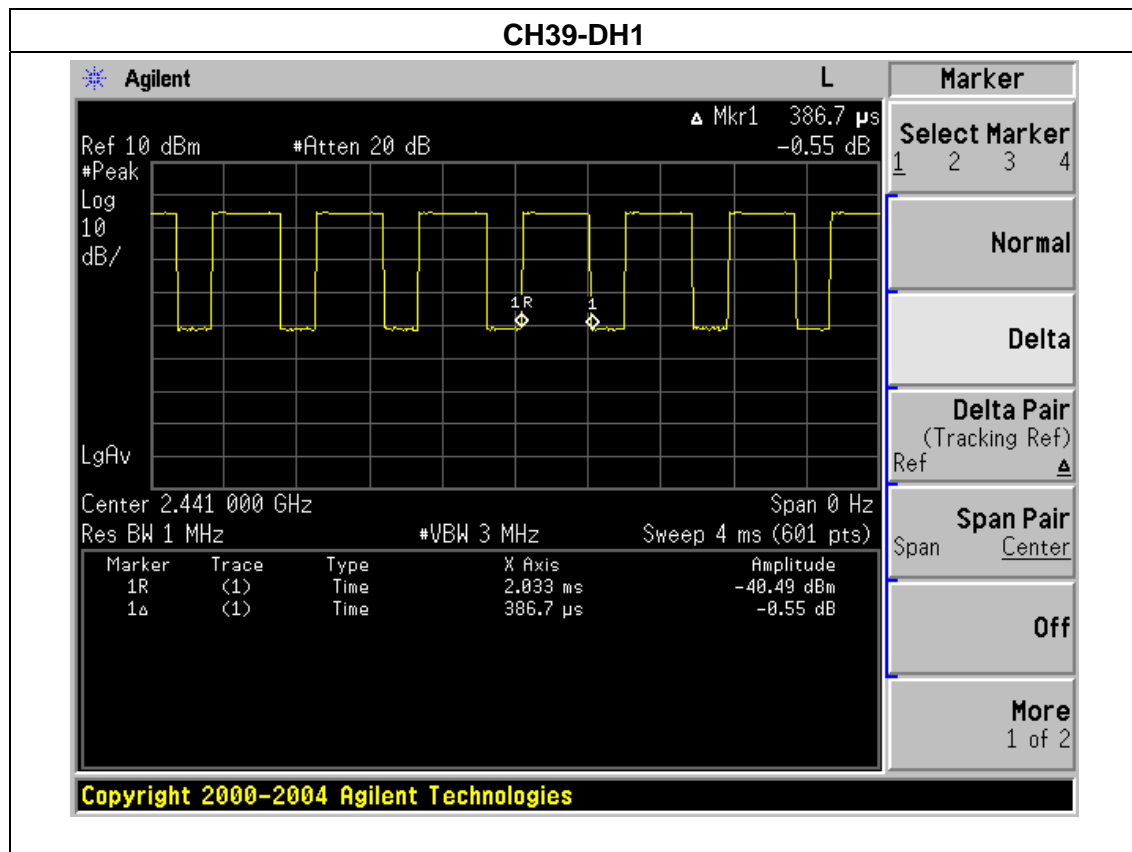 CH39-DH1
Agilent L Marker
Δ Mkr1 386.7 µs
Ref 10 dBm #Atten 20 dB -0.55 dB
#Peak
Log
10
dB/
1R 1
LgAv
Center 2.441 000 GHz Span 0 Hz
Res BW 1 MHz #VBW 3 MHz Sweep 4 ms (601 pts)
Marker Trace Type X Axis Amplitude
1R (1) Time 2.033 ms -40.49 dBm
1Δ (1) Time 386.7 µs -0.55 dB
Select Marker
1 2 3 4
Normal
Delta
Delta Pair
(Tracking Ref)
Ref Δ
Span Pair
Span Center
Off
More
1 of 2
Copyright 2000-2004 Agilent Technologies